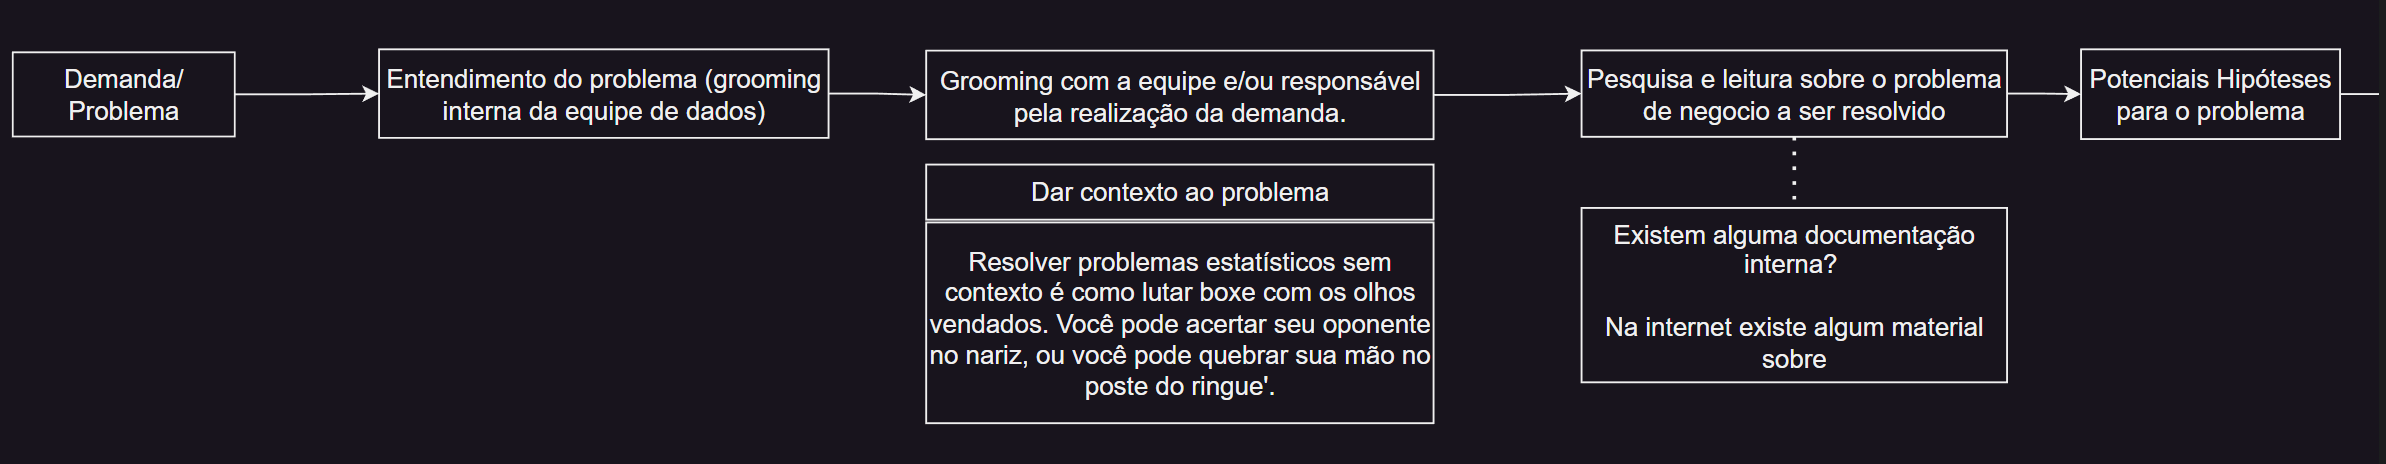 Demanda/
Problema
Entendimento do problema (grooming
interna da equipe de dados)
Grooming com a equipe e/ou responsável
pela realização da demanda.
Dar contexto ao problema
Resolver problemas estatísticos sem
contexto é como lutar boxe com os olhos
vendados. Você pode acertar seu oponente
no nariz, ou você pode quebrar sua mão no
poste do ringue'.
Pesquisa e leitura sobre o problema
de negocio a ser resolvido
Existem alguma documentação
interna?
Na internet existe algum material
sobre
Potenciais Hipóteses
para o problema